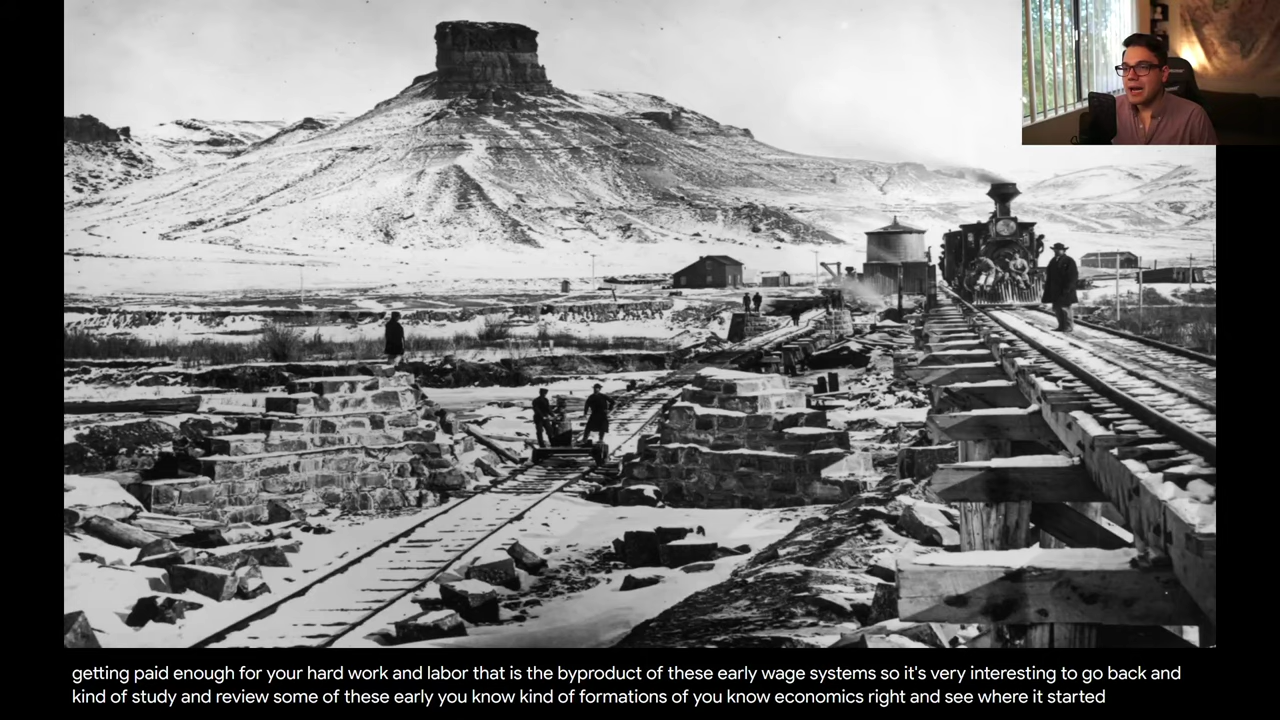 getting paid enough for your hard work and labor that is the byproduct of these early wage systems so it's very interesting to go back and
kind of study and review some of these early you know kind of formations of you know economics right and see where it started